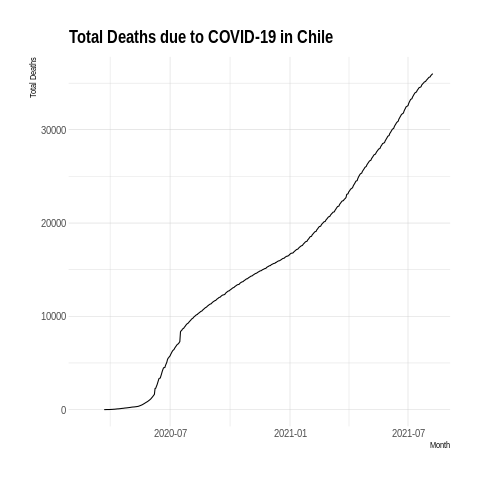 Total Deaths due to COVID-19 in Chile
Total Deaths
30000
20000
10000
0
2020-07
2021-01
2021-07
Month